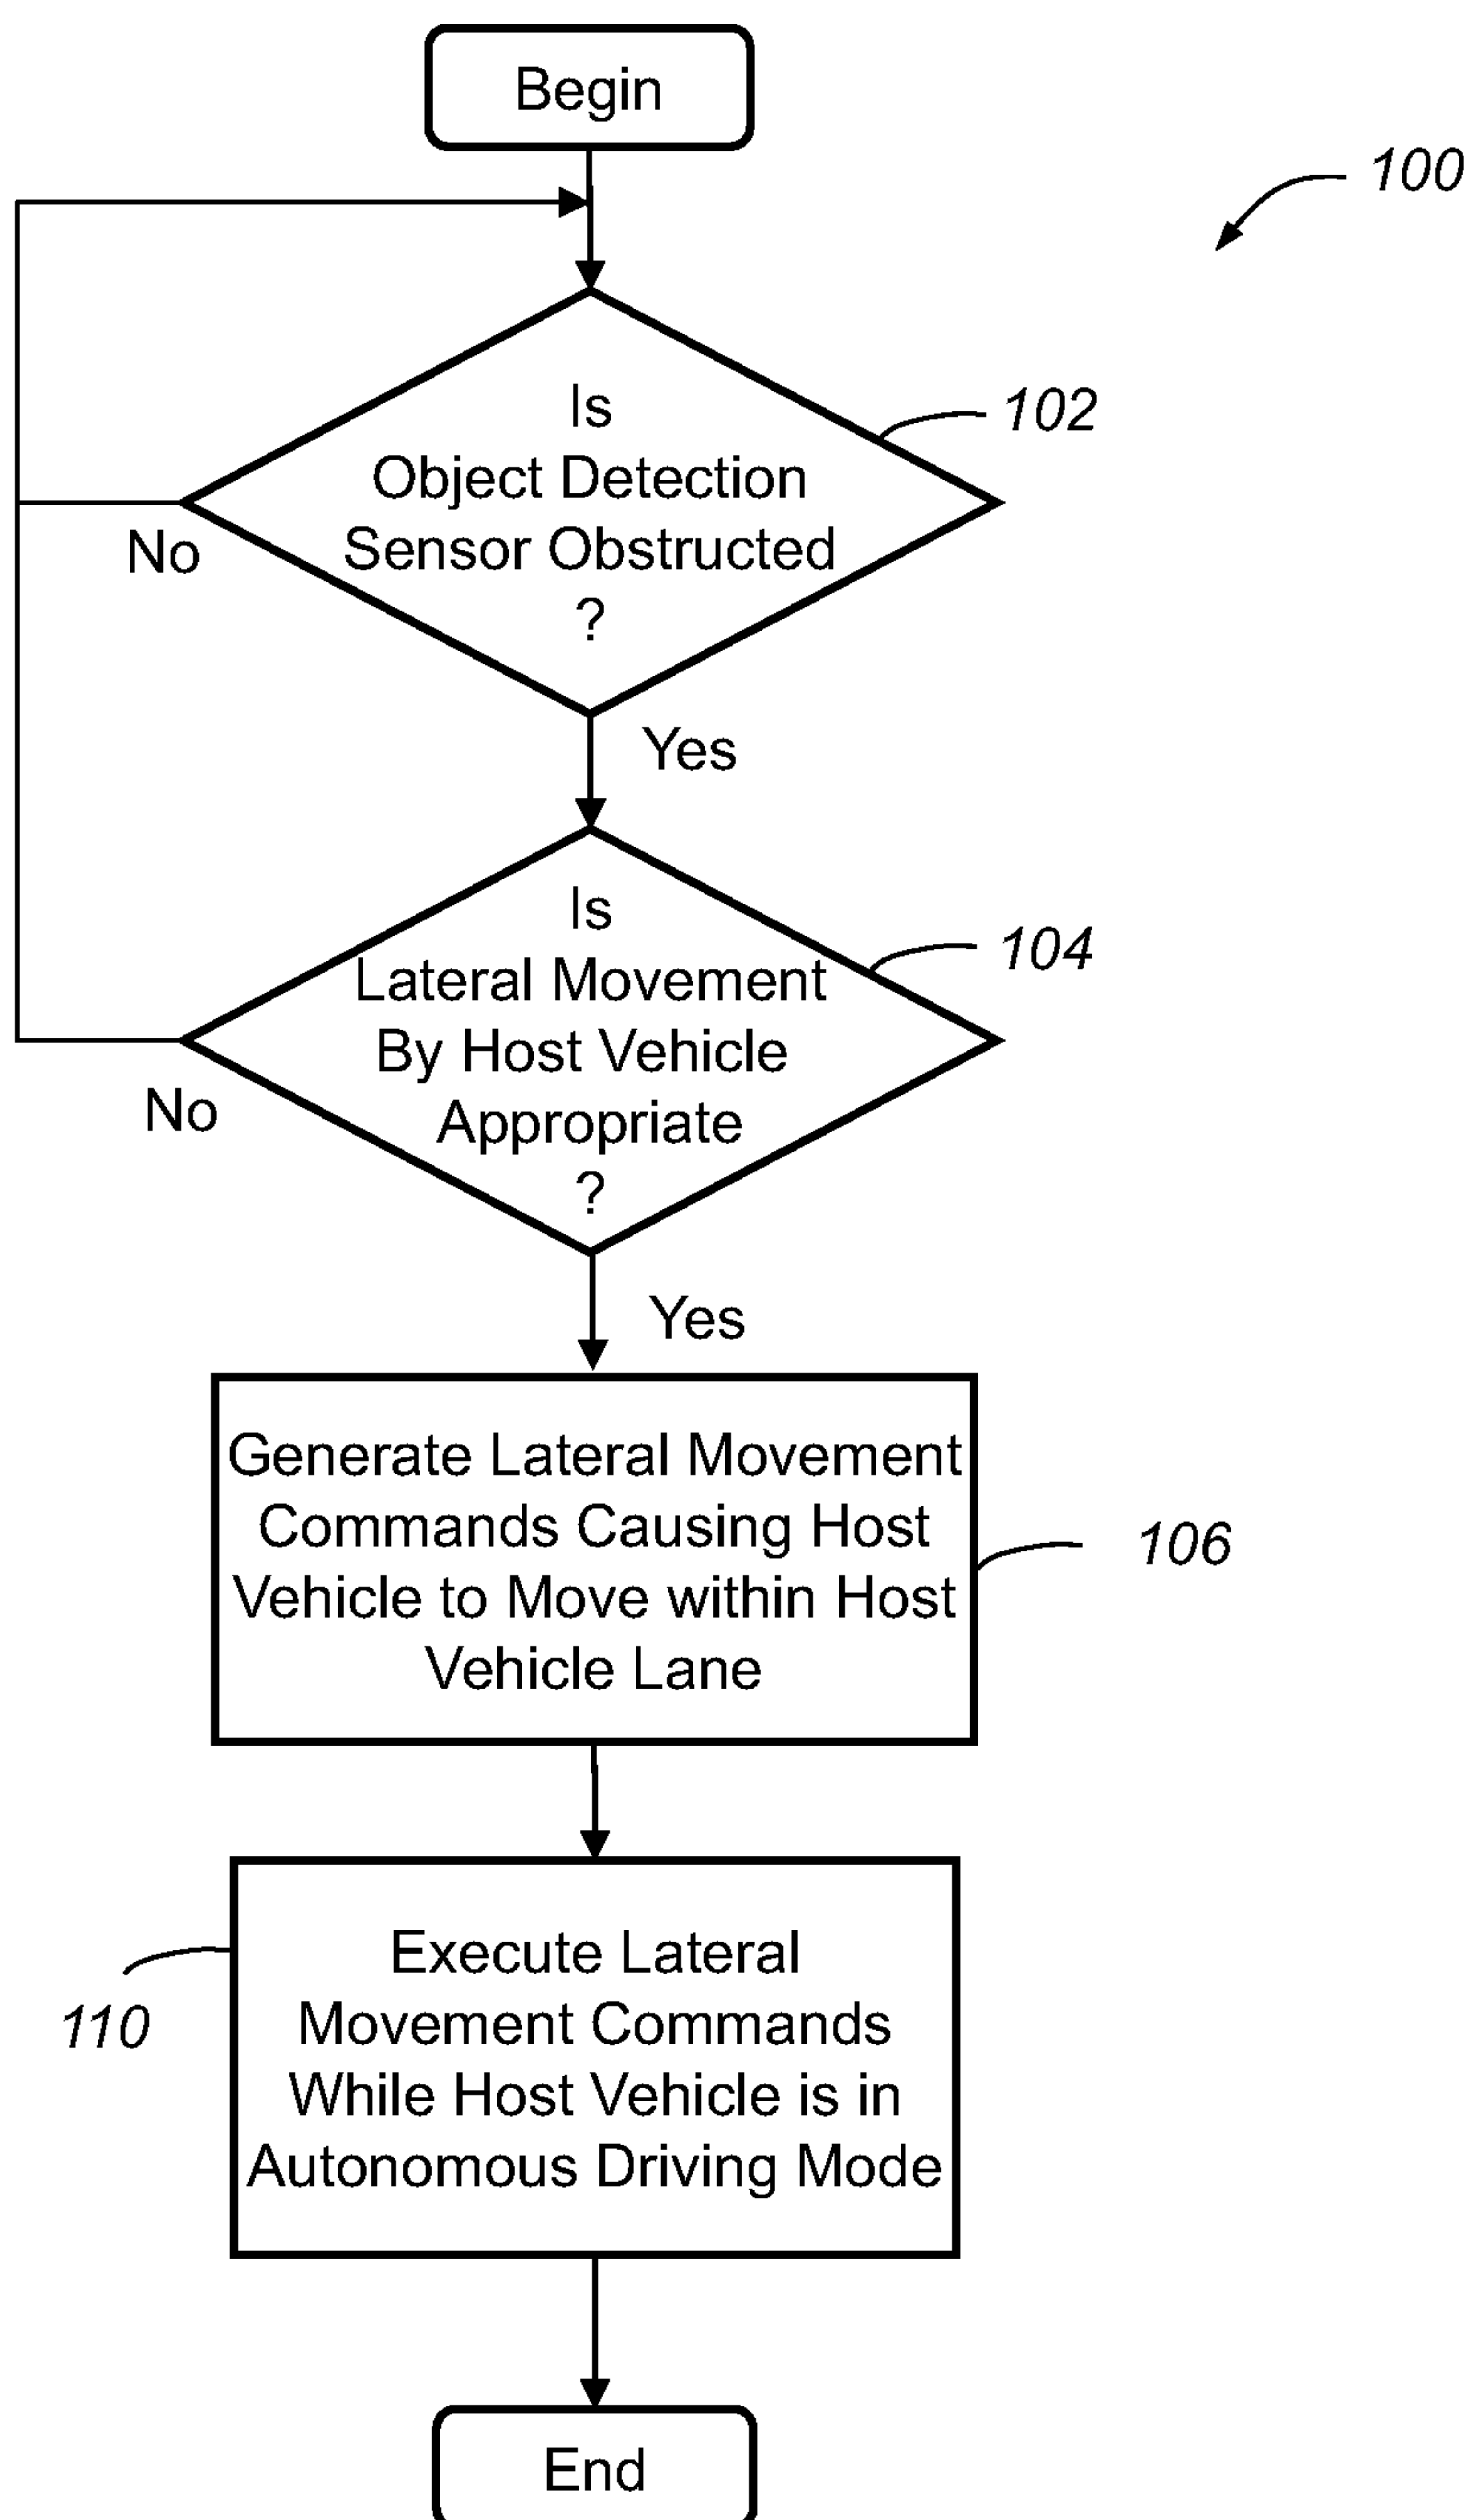 Begin
100
Is
Object Detection
Sensor Obstructed
?
102
No
Yes
Is
Lateral Movement
By Host Vehicle
Appropriate
?
104
No
Yes
Generate Lateral Movement
Commands Causing Host
Vehicle to Move within Host
Vehicle Lane
106
Execute Lateral
Movement Commands
While Host Vehicle is in
Autonomous Driving Mode
110
End